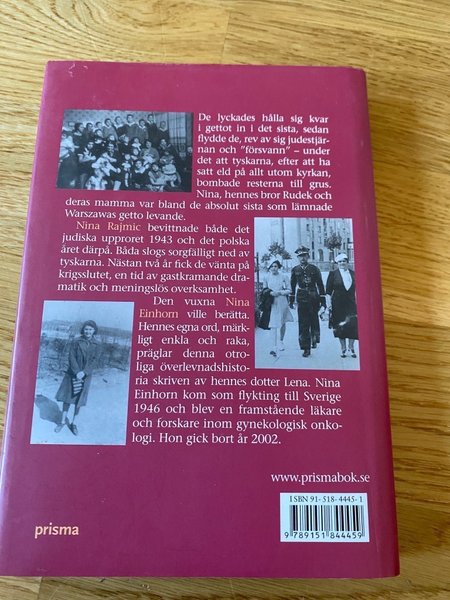 De lyckades hålla sig kvar
i gettot in i det sista, sedan
flydde de, rev av sig judestjär-
nan och "försvann" – under
det att tyskarna, efter att ha
satt eld på allt utom kyrkan,
bombade resterna till grus.
Nina, hennes bror Rudek och
deras mamma var bland de absolut sista som lämnade
Warszawas getto levande.
Nina Rajmic bevittnade både det
judiska upproret 1943 och det polska
året därpå. Båda slogs sorgfälligt ned av
tyskarna. Nästan två år fick de vänta på
krigsslutet, en tid av gastkramande dra-
matik och meningslös overksamhet.
Den vuxna Nina
Einhorn ville berätta.
Hennes egna ord, märk-
ligt enkla och raka,
präglar denna otro-
liga överlevnadshisto-
ria skriven av hennes dotter Lena. Nina
Einhorn kom som flykting till Sverige
1946 och blev en framstående läkare
och forskare inom gynekologisk onko-
logi. Hon gick bort år 2002.
www.prismabok.se
ISBN 91-518-4445-1
9 789151 844459
prisma